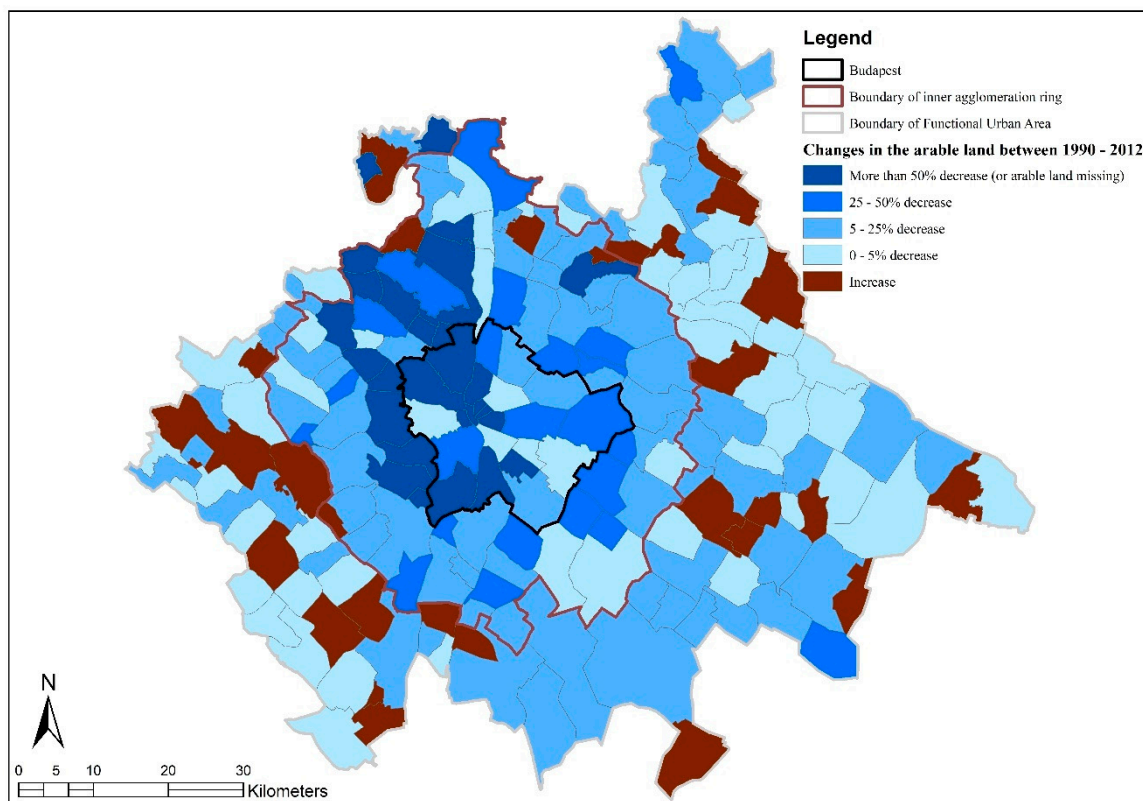 Legend
Budapest
Boundary of inner agglomeration ring
Boundary of Functional Urban Area
Changes in the arable land between 1990 - 2012
More than 50% decrease (or arable land missing)
25 - 50% decrease
5 - 25% decrease
0 - 5% decrease
Increase
N
0 5 10 20 30
Kilometers